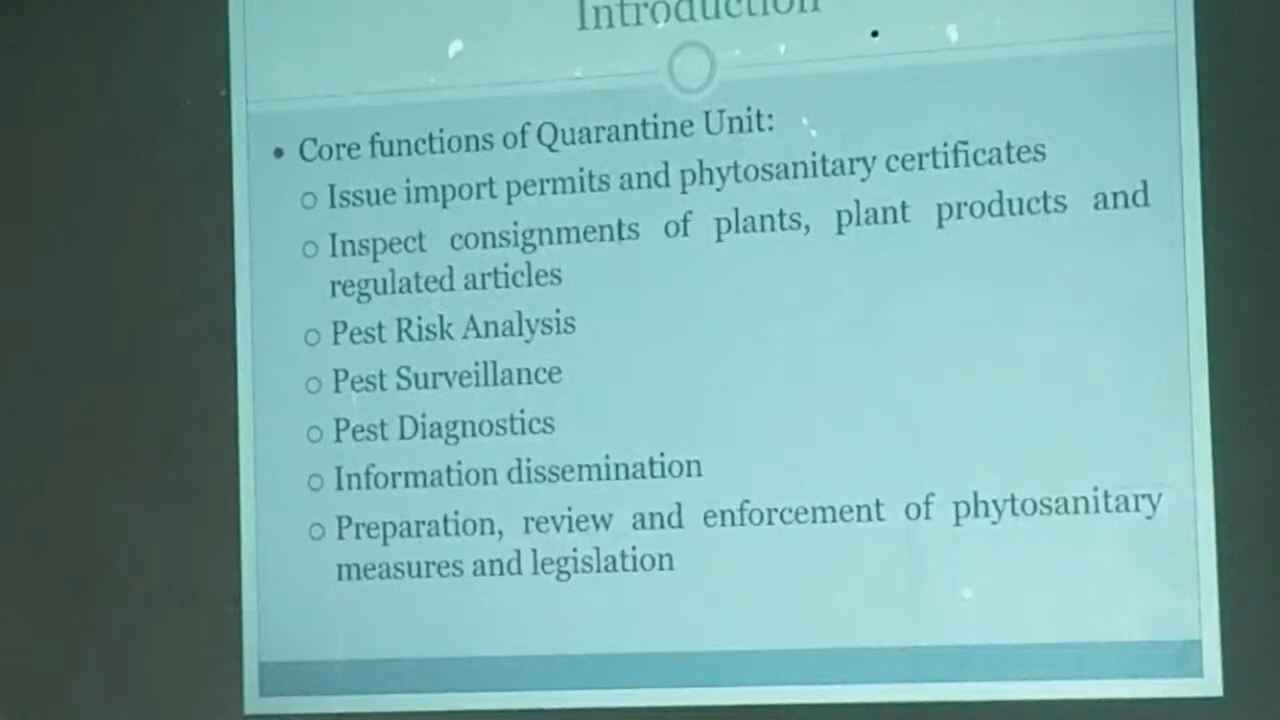 Introduction
• Core functions of Quarantine Unit:
o Issue import permits and phytosanitary certificates
o Inspect consignments of plants, plant products and
regulated articles
o Pest Risk Analysis
o Pest Surveillance
o Pest Diagnostics
o Information dissemination
o Preparation, review and enforcement of phytosanitary
measures and legislation